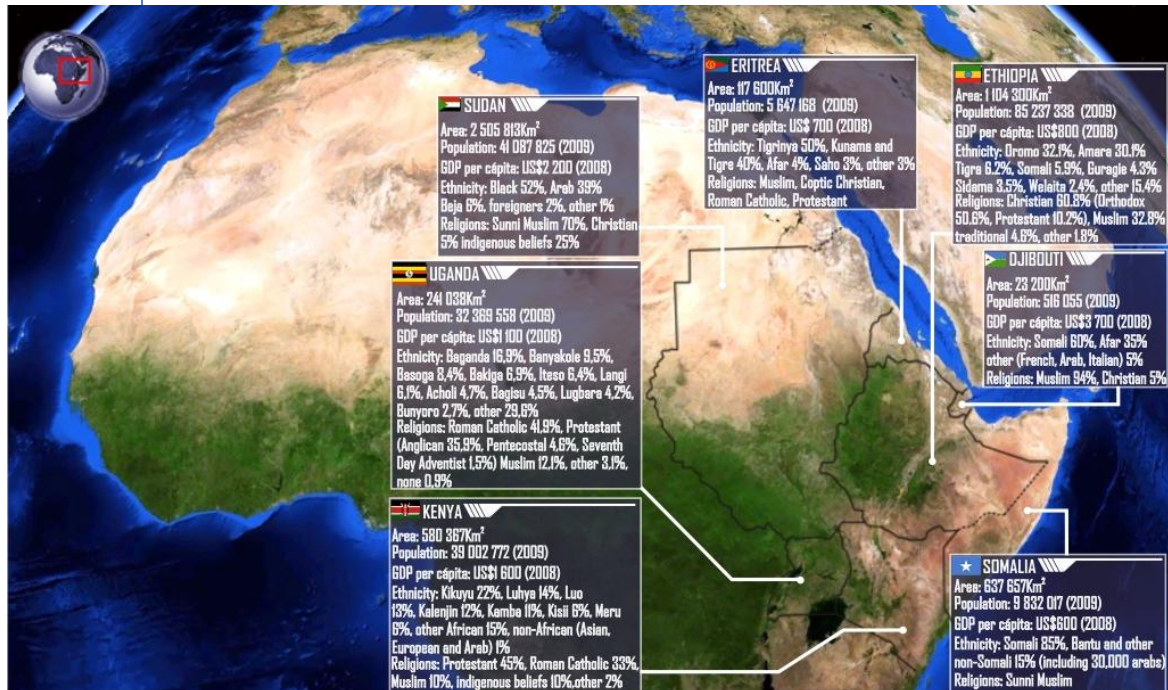 SUDAN
Area: 2 505 813Km²
Population: 41 087 825 (2009)
GDP per cápita: US$2 200 (2008)
Ethnicity: Black 52%, Arab 39%
Beja 6%, foreigners 2%, other 1%
Religions: Sunni Muslim 70%, Christian
5% indigenous beliefs 25%
ERITREA
Area: 117 600Km²
Population: 5 647 168 (2009)
GDP per cápita: US$ 700 (2008)
Ethnicity: Tigrinya 50%, Kunama and
Tigra 40%, Afar 4%, Saho 3%, other 3%
Religions: Muslim, Coptic Christian,
Roman Catholic, Protestant
ETHIOPIA
Area: 1 104 300Km²
Population: 85 237 338 (2009)
GDP per cápita: US$800 (2008)
Ethnicity: Oromo 32.1%, Amara 30.1%
Tigra 6.2%, Somali 5.9%, Guragie 4.3%
Sidama 3.5%, Welaita 2.4%, other 15.4%
Religions: Christian 60.8% (Orthodox
50.6%, Protestant 10.2%), Muslim 32.8%
traditional 4.6%, other 1.8%
DJIBOUTI
Area: 23 200Km²
Population: 516 055 (2009)
GDP per cápita: US$3 700 (2008)
Ethnicity: Somali 60%, Afar 35%
other (French, Arab, Italian) 5%
Religions: Muslim 94%, Christian 5%
UGANDA
Area: 241 038Km²
Population: 32 369 558 (2009)
GDP per cápita: US$1 100 (2008)
Ethnicity: Baganda 16,9%, Banyakole 9,5%,
Basoga 8,4%, Bakiga 6,9%, Iteso 6,4%, Langi
6,1%, Acholi 4,7%, Bagisu 4,5%, Lugbara 4,2%,
Bunyoro 2,7%, other 29,6%
Religions: Roman Catholic 41,9%, Protestant
(Anglican 35,9%, Pentecostal 4,6%, Seventh
Day Adventist 1,5%) Muslim 12,1%, other 3,1%,
none 0,9%
KENYA
Area: 580 367Km²
Population: 39 002 772 (2009)
GDP per cápita: US$1 600 (2008)
Ethnicity: Kikuyu 22%, Luhya 14%, Luo
13%, Kalenjin 12%, Kamba 11%, Kisii 6%, Meru
6%, other African 15%, non-African (Asian,
European and Arab) 1%
Religions: Protestant 45%, Roman Catholic 33%,
Muslim 10%, indigenous beliefs 10%,other 2%
SOMALIA
Area: 637 657Km²
Population: 9 832 017 (2009)
GDP per cápita: US$600 (2008)
Ethnicity: Somali 85%, Bantu and other
non-Somali 15% (including 30,000 arabs)
Religions: Sunni Muslim